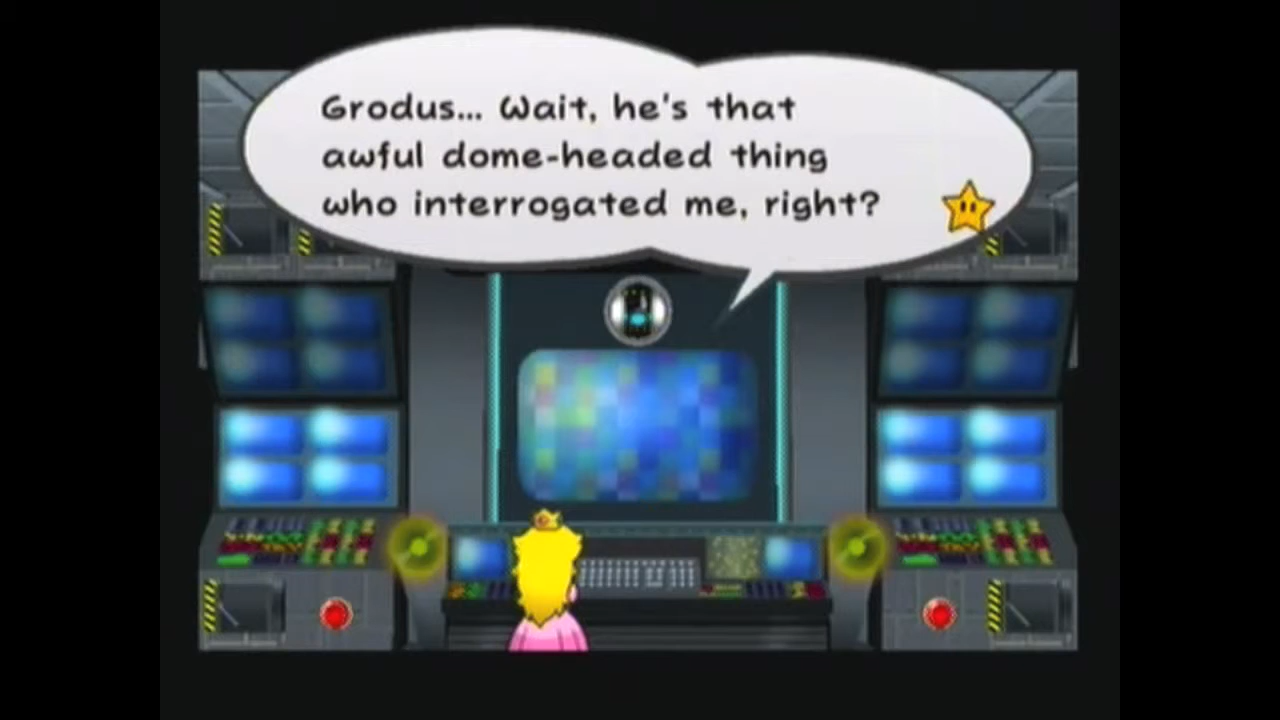 Grodus... Wait, he's that
awful dome-headed thing
who interrogated me, right?